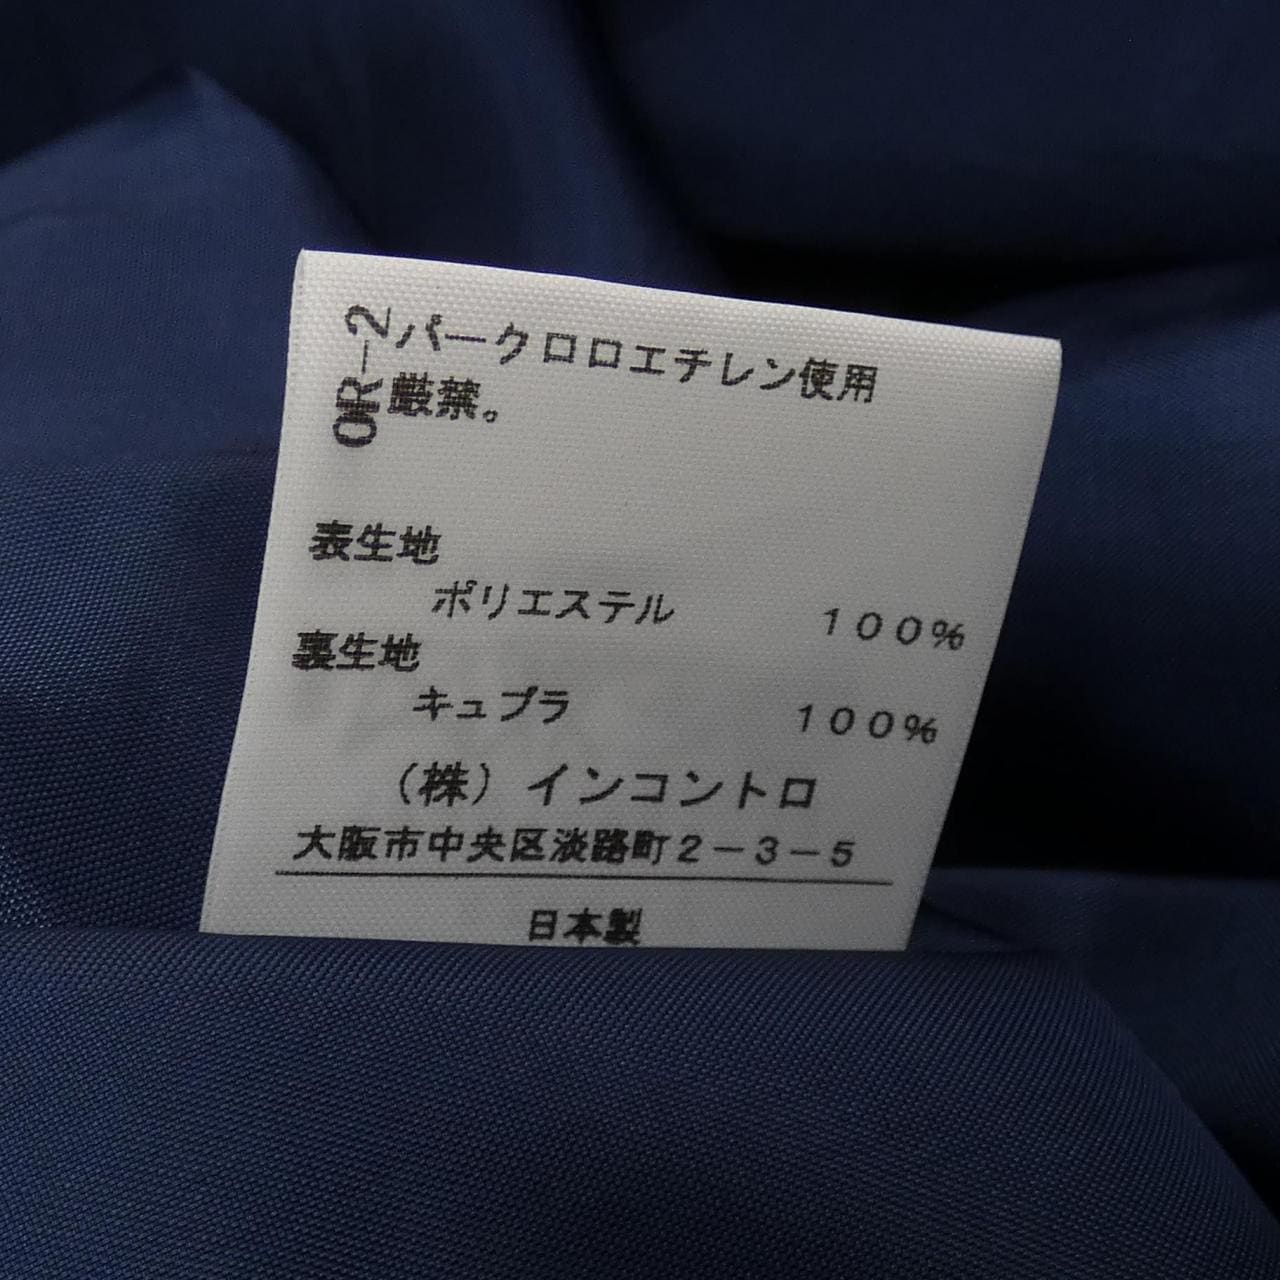 OR-2
パークロロエチレン使用
厳禁。
表生地
ポリエステル 100%
裏生地
キュプラ 100%
(株)インコントロ
大阪市中央区淡路町2-3-5
日本製